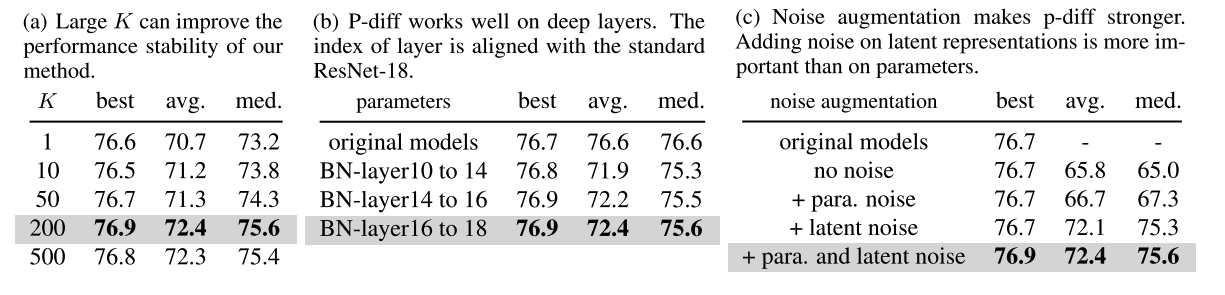 (a) Large K can improve the
performance stability of our
method.
K best avg. med.
1 76.6 70.7 73.2
10 76.5 71.2 73.8
50 76.7 71.3 74.3
200 76.9 72.4 75.6
500 76.8 72.3 75.4
(b) P-diff works well on deep layers. The
index of layer is aligned with the standard
ResNet-18.
parameters best avg. med.
original models 76.7 76.6 76.6
BN-layer10 to 14 76.8 71.9 75.3
BN-layer14 to 16 76.9 72.2 75.5
BN-layer16 to 18 76.9 72.4 75.6
(c) Noise augmentation makes p-diff stronger.
Adding noise on latent representations is more im-
portant than on parameters.
noise augmentation best avg. med.
original models 76.7 - -
no noise 76.7 65.8 65.0
+ para. noise 76.7 66.7 67.3
+ latent noise 76.7 72.1 75.3
+ para. and latent noise 76.9 72.4 75.6